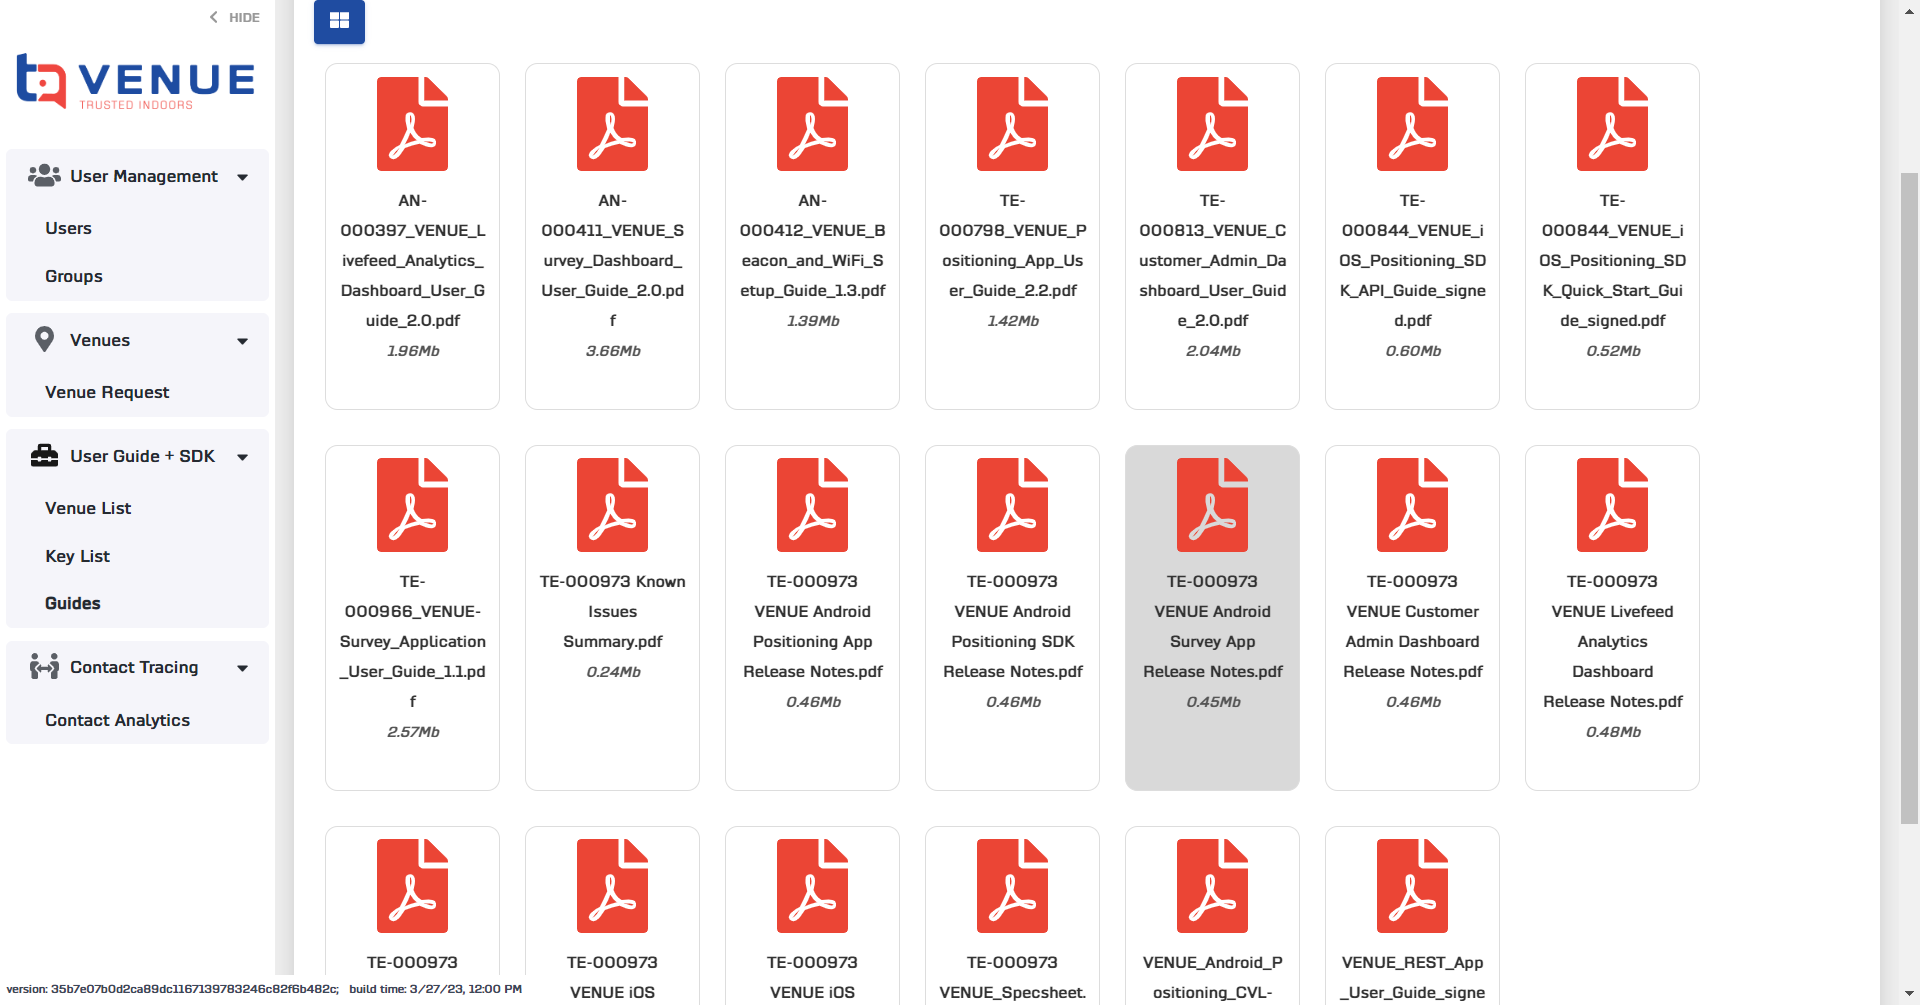 HIDE
VENUE
TRUSTED INDOORS
User Management
Users
Groups
Venues
Venue Request
User Guide + SDK
Venue List
Key List
Guides
Contact Tracing
Contact Analytics
AN-
000397_VENUE_L
ivefeed_Analytics_
Dashboard_User_G
uide_2.0.pdf
1.96Mb
AN-
000411_VENUE_S
urvey_Dashboard_
User_Guide_2.0.pd
f
3.66Mb
AN-
000412_VENUE_B
eacon_and_WiFi_S
etup_Guide_1.3.pdf
1.39Mb
TE-
000798_VENUE_P
ositioning_App_Us
er_Guide_2.2.pdf
1.42Mb
TE-
000813_VENUE_C
ustomer_Admin_Da
shboard_User_Guid
e_2.0.pdf
2.04Mb
TE-
000844_VENUE_i
OS_Positioning_SD
K_API_Guide_signe
d.pdf
0.60Mb
TE-
000844_VENUE_i
OS_Positioning_SD
K_Quick_Start_Gui
de_signed.pdf
0.52Mb
TE-
000966_VENUE-
Survey_Application
_User_Guide_1.1.pd
f
2.57Mb
TE-000973 Known
Issues
Summary.pdf
0.24Mb
TE-000973
VENUE Android
Positioning App
Release Notes.pdf
0.46Mb
TE-000973
VENUE Android
Positioning SDK
Release Notes.pdf
0.46Mb
TE-000973
VENUE Android
Survey App
Release Notes.pdf
0.45Mb
TE-000973
VENUE Customer
Admin Dashboard
Release Notes.pdf
0.46Mb
TE-000973
VENUE Livefeed
Analytics
Dashboard
Release Notes.pdf
0.48Mb
TE-000973
TE-000973
VENUE iOS
TE-000973
VENUE iOS
TE-000973
VENUE_Specsheet.
VENUE_Android_P
ositioning_CVL-
VENUE_REST_App
_User_Guide_signe
version: 35b7e07b0d2ca89dc1167139783246c82f6b482c; build time: 3/27/23, 12:00 PM